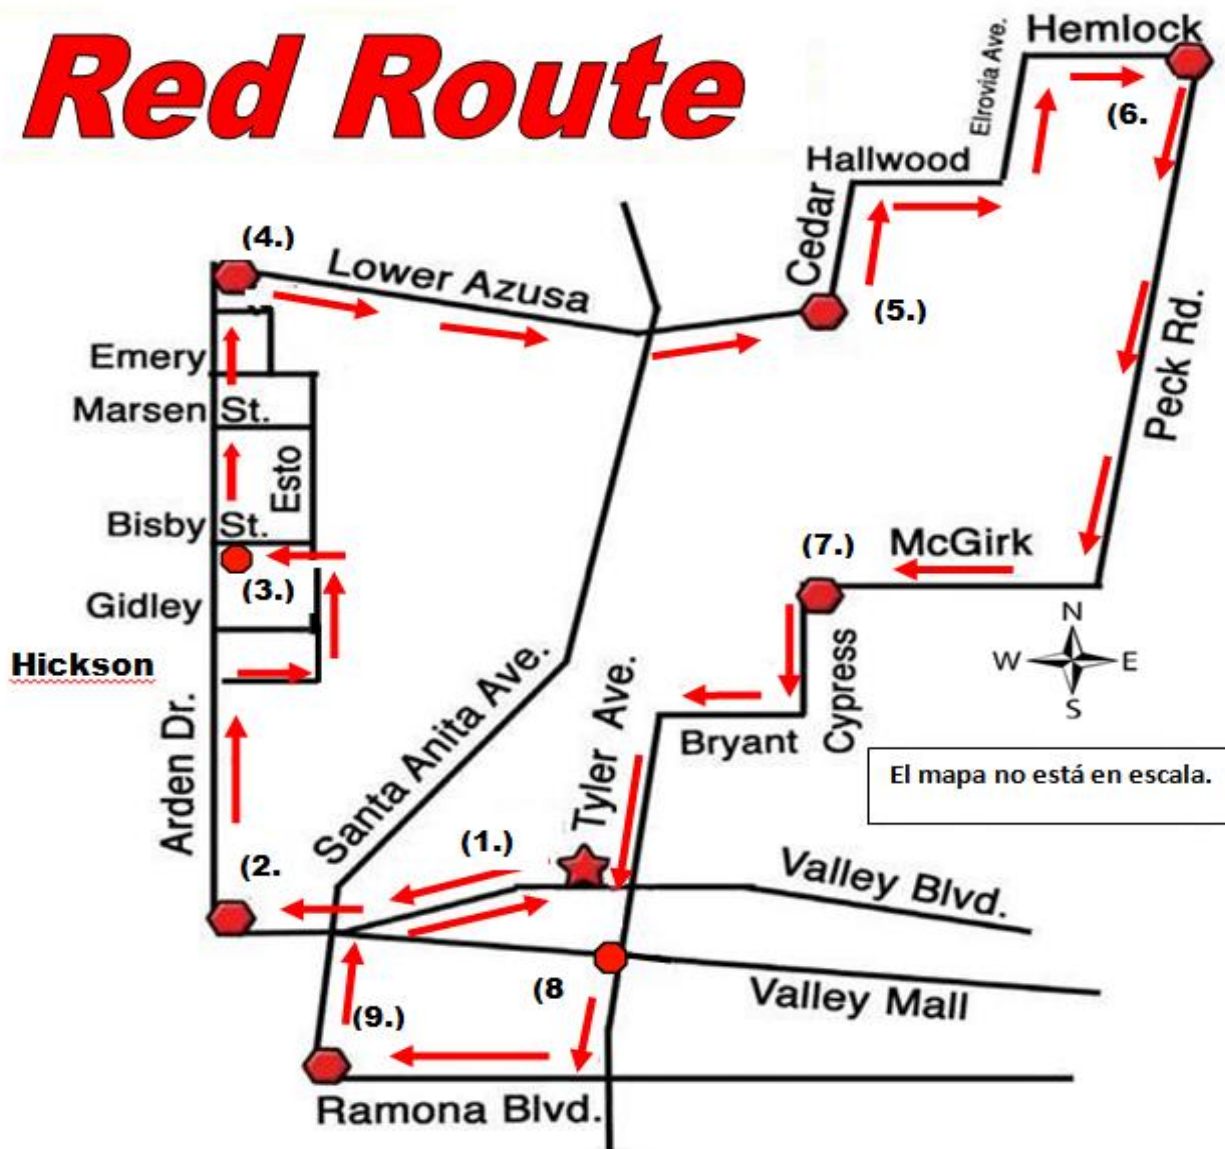 Red Route
Hemlock
Elrovia Ave.
(6.
Hallwood
Cedar
(4.)
Lower Azusa
(5.)
Emery
Marsen St.
Esto
Peck Rd.
Bisby St.
(7.)
McGirk
(3.)
Gidley
Hickson
N
W E
S
Santa Anita Ave.
Tyler Ave.
Cypress
Bryant
Arden Dr.
El mapa no está en escala.
(1.)
(2.
Valley Blvd.
(8
Valley Mall
(9.)
Ramona Blvd.